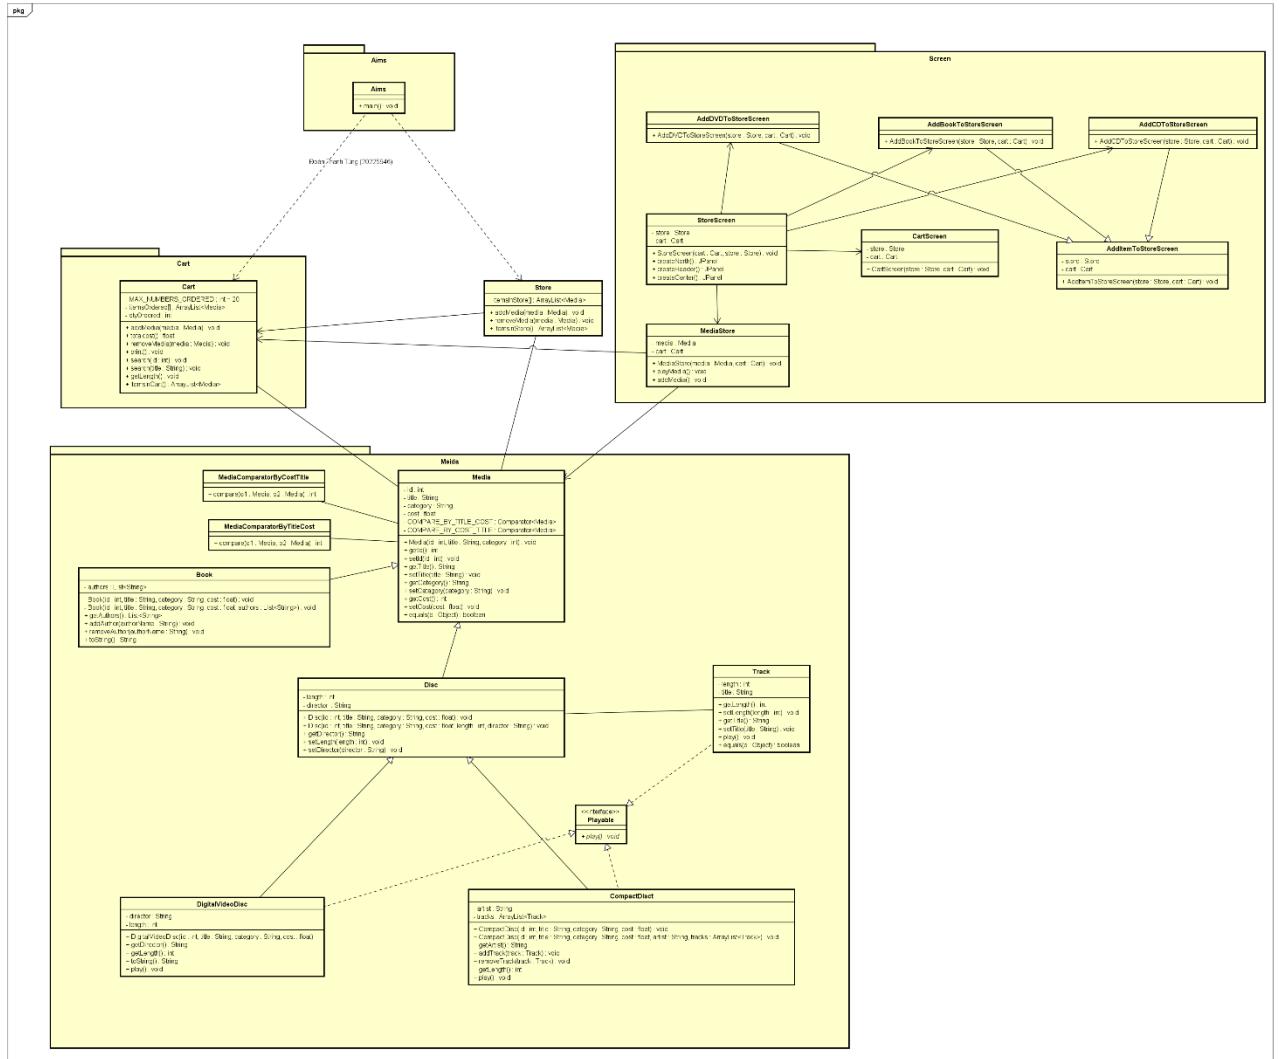 pkg
Aims
Aims
+ main() : void
Đoàn Thanh Tùng (20225946)
Screen
AddDVDToStoreScreen
+ AddDVDToStoreScreen(store : Store, cart : Cart) : void
AddBookToStoreScreen
+ AddBookToStoreScreen(store : Store, cart : Cart) : void
AddCDToStoreScreen
+ AddCDToStoreScreen(store : Store, cart : Cart) : void
StoreScreen
- store : Store
cart : Cart
+ StoreScreen(cart : Cart, store : Store) : void
+ createNorth() : JPanel
+ createHeader() : JPanel
+ createCenter() : JPanel
CartScreen
- store : Store
- cart : Cart
+ CartScreen(store : Store, cart : Cart) : void
AddItemToStoreScreen
- store : Store
- cart : Cart
+ AddItemToStoreScreen(store : Store, cart : Cart) : void
Cart
Cart
MAX_NUMBERS_ORDERED : int = 20
- itemsOrdered[] : ArrayList<Media>
- qtyOrdered : int
+ addMedia(media : Media) : void
+ totalCost() : float
+ removeMedia(media : Media) : void
+ print() : void
+ search(id : int) : void
+ search(title : String) : void
+ getLength() : void
+ itemsInCart() : ArrayList<Media>
Store
itemsInStore[] : ArrayList<Media>
+ addMedia(media : Media) : void
+ removeMedia(media : Media) : void
+ itemsInStore() : ArrayList<Media>
MediaStore
media : Media
- cart : Cart
+ MediaStore(media : Media, cart : Cart) : void
+ playMedia() : void
+ addMedia() : void
Meida
MediaComparatorByCostTitle
+ compare(o1 : Media, o2 : Media) : int
MediaComparatorByTitleCost
+ compare(o1 : Media, o2 : Media) : int
Media
- id : int
- title : String
- category : String
- cost : float
COMPARE_BY_TITLE_COST : Comparator<Media>
- COMPARE_BY_COST_TITLE : Comparator<Media>
+ Media(id : int, title : String, category : int) : void
+ getId() : int
+ setId(id : int) : void
+ getTitle() : String
+ setTitle(title : String) : void
+ getCategory() : String
+ setCatagory(category : String) : void
+ getCost() : int
+ setCost(cost : float) : void
+ equals(o : Object) : boolean
Book
- authors : List<String>
Book(id : int, title : String, category : String, cost : float) : void
- Book(id : int, title : String, category : String, cost : float, authors : List<String>) : void
+ getAuthors() : List<String>
+ addAuthor(authorName : String) : void
+ removeAuthor(authorName : String) : void
+ toString() : String
Disc
- length : int
- director : String
+ Disc(id : int, title : String, category : String, cost : float) : void
+ Disc(id : int, title : String, category : String, cost : float, length : int, director : String) : void
+ getDirector() : String
+ setLength(length : int) : void
+ setDirector(director : String) : void
Track
length : int
title : String
+ getLength() : int
+ setLength(length : int) : void
+ getTitle() : String
+ setTitle(title : String) : void
+ play() : void
+ equals(o : Object) : boolean
<<interface>>
Playable
+ play() : void
DigitalVideoDisc
- director : String
- length : int
+ DigitalVideoDisc(id : int, title : String, category : String, cost : float)
+ getDirector() : String
+ getLength() : int
+ toString() : String
+ play() : void
CompactDisct
artist : String
- tracks : ArrayList<Track>
+ CompactDisc(id : int, title : String, category : String, cost : float) : void
+ CompactDisc(id : int, title : String, category : String, cost : float, artist : String, tracks : ArrayList<Track>) : void
getArtist() : String
+ addTrack(track : Track) : void
+ removeTrack(track : Track) : void
getLength() : int
+ play() : void